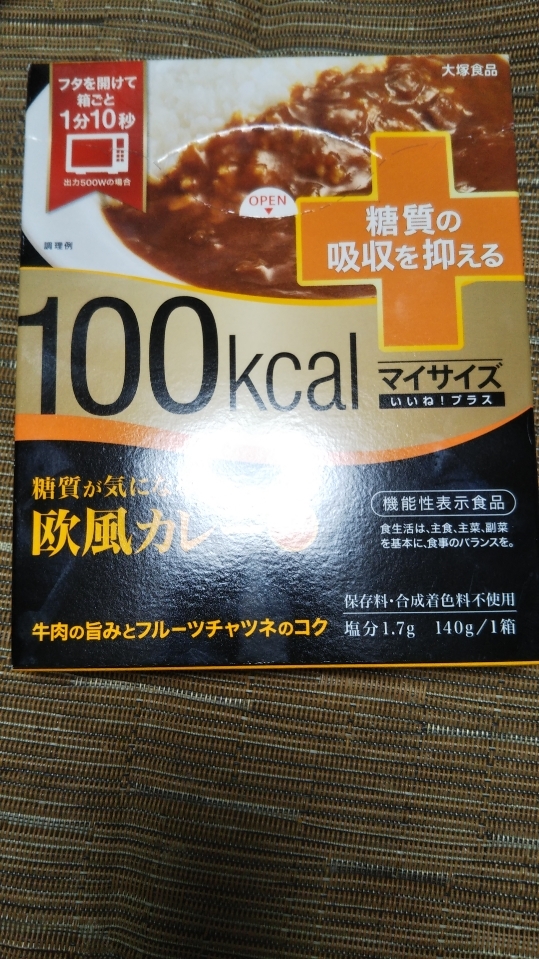 フタを開けて
箱ごと
1分10秒
出力500Wの場合
大塚食品
OPEN
調理例
糖質の
吸収を抑える
100kcal
マイサイズ
いいね!プラス
糖質が気にな
欧風カレ
機能性表示食品
食生活は、主食、主菜、副菜
を基本に、食事のバランスを。
保存料・合成着色料不使用
牛肉の旨みとフルーツチャツネのコク
塩分1.7g 140g/1箱